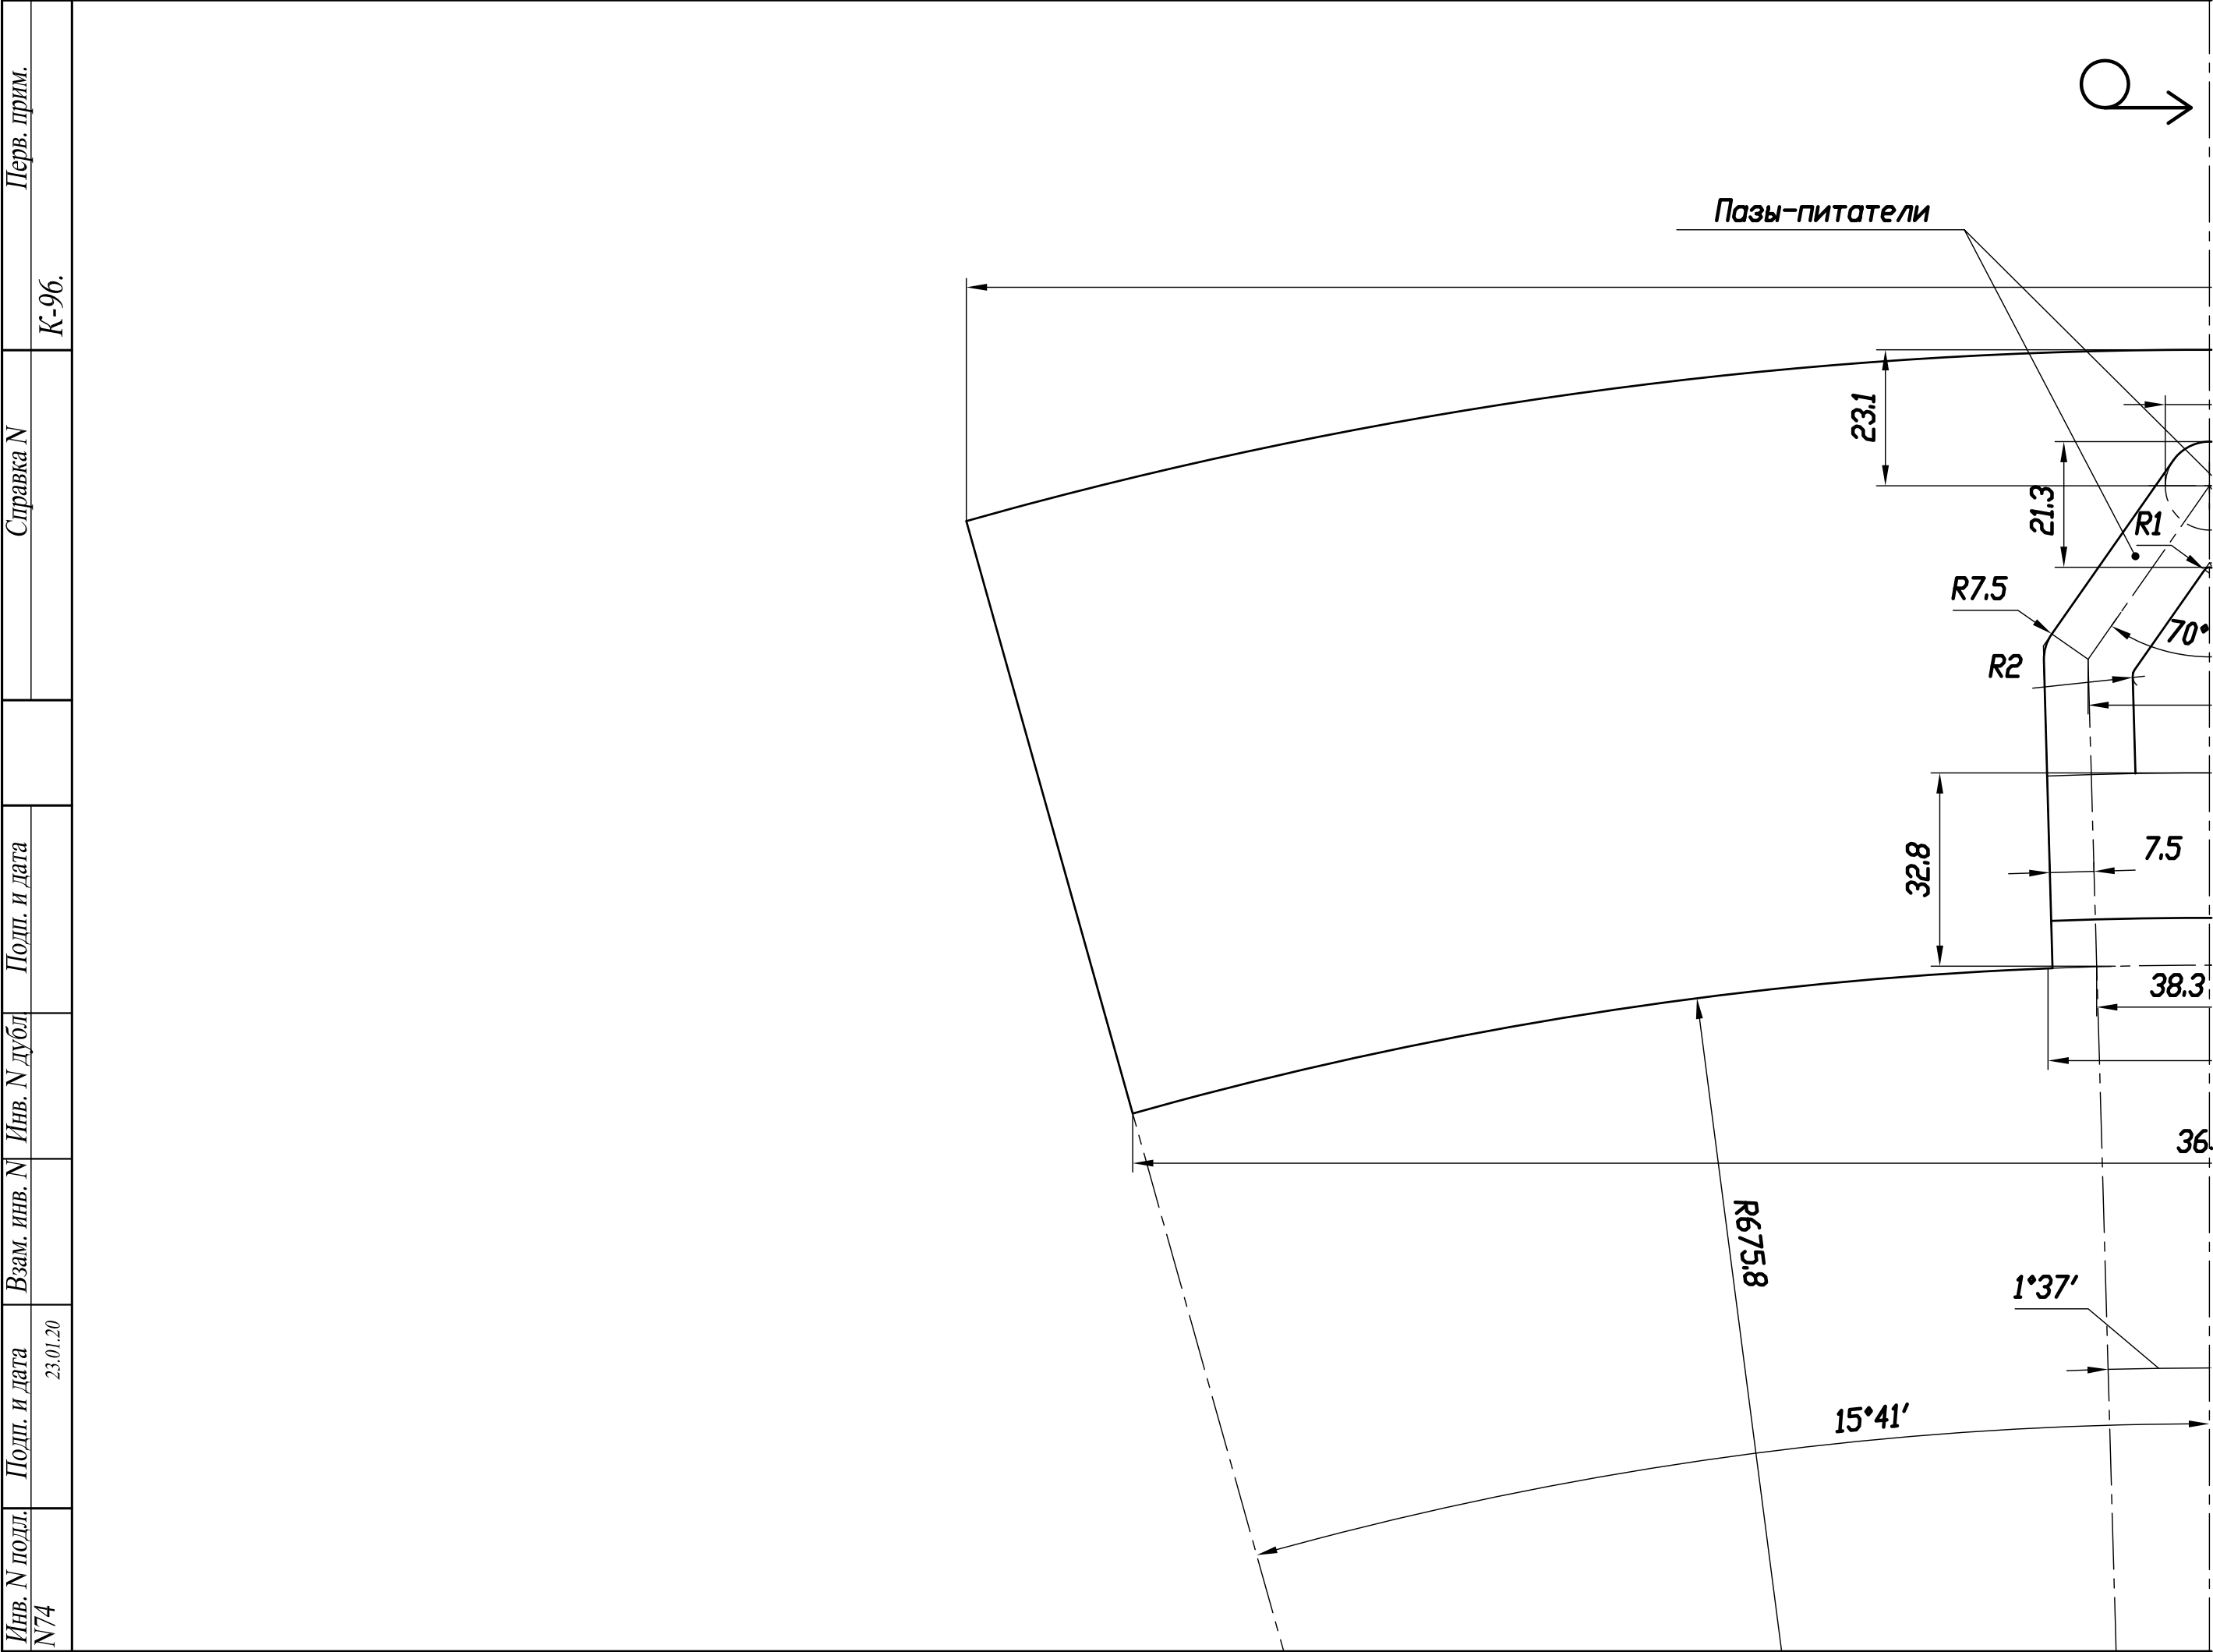 Перв. прим.
К-96.
Справка N
Подп. и дата
Инв. N дубл.
Взам. инв. N
Подп. и дата
23.01.20
Инв. N подл.
N74
Пазы-питатели
23.1
21.3
R1
R7.5
70°
R2
7.5
32.8
38.3
36.
R675.8
1°37'
15°41'